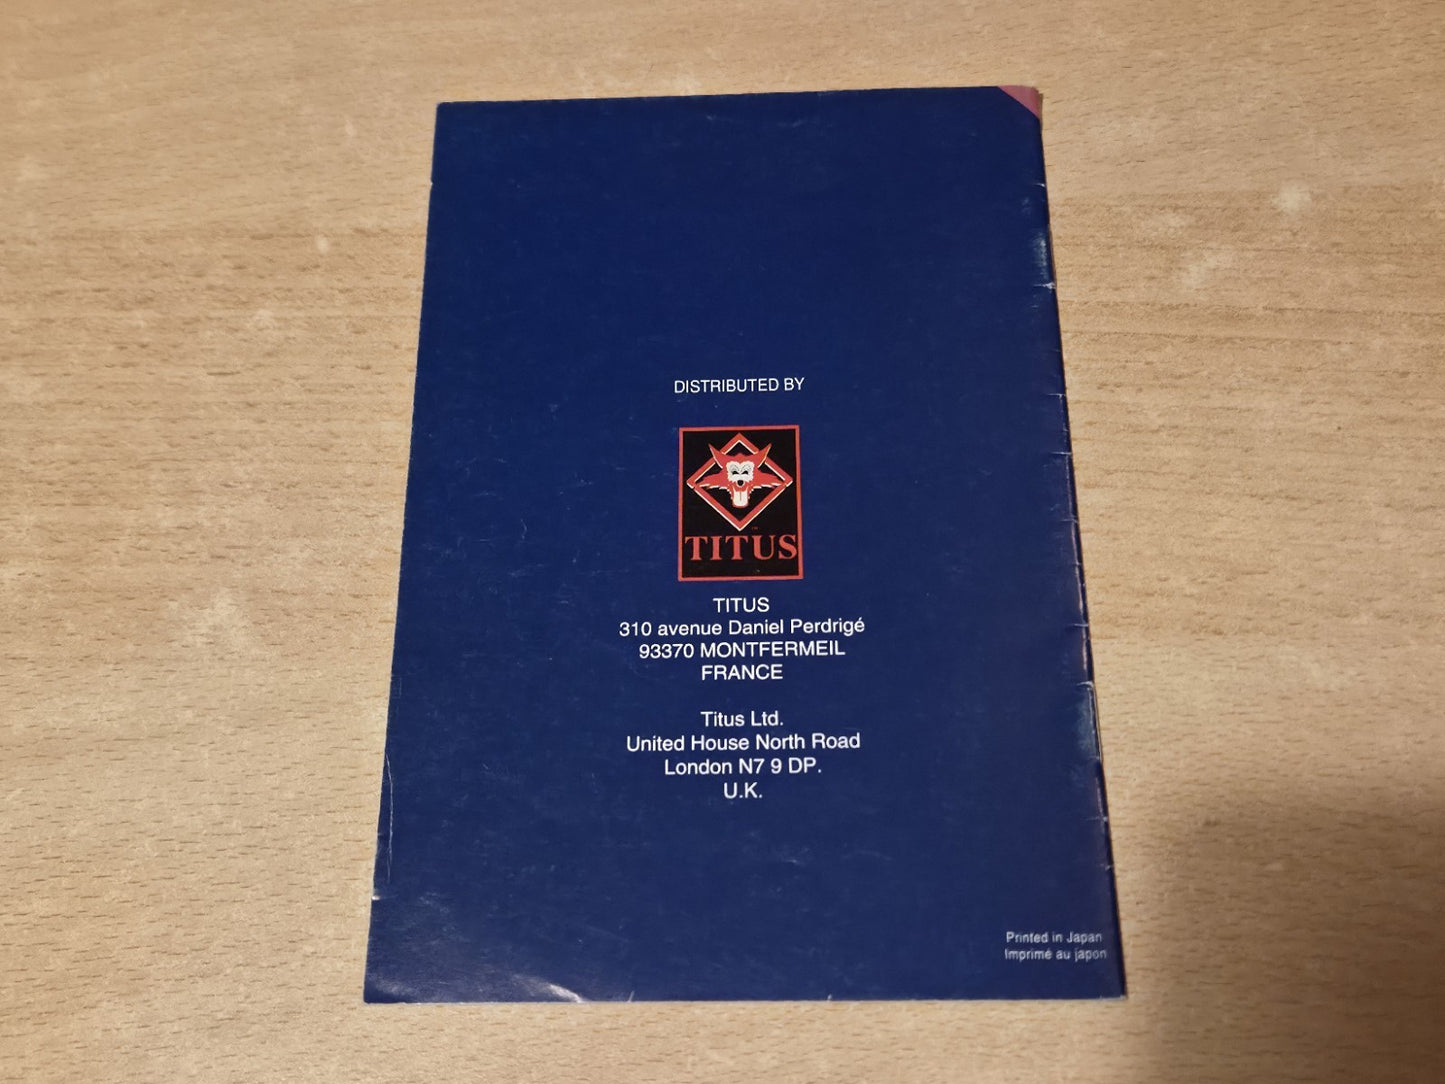 DISTRIBUTED BY
TM
TITUS
TITUS
310 avenue Daniel Perdrigé
93370 MONTFERMEIL
FRANCE
Titus Ltd.
United House North Road
London N7 9 DP.
U.K.
Printed in Japan
Imprimé au japon